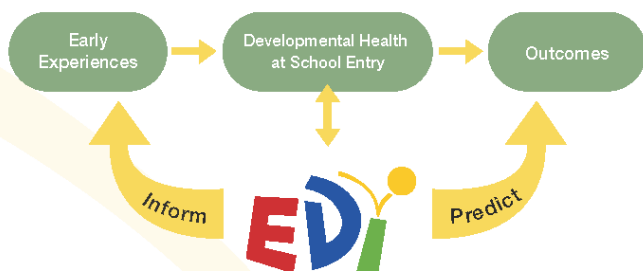 Early
Experiences
Developmental Health
at School Entry
Outcomes
Inform
EDI
Predict